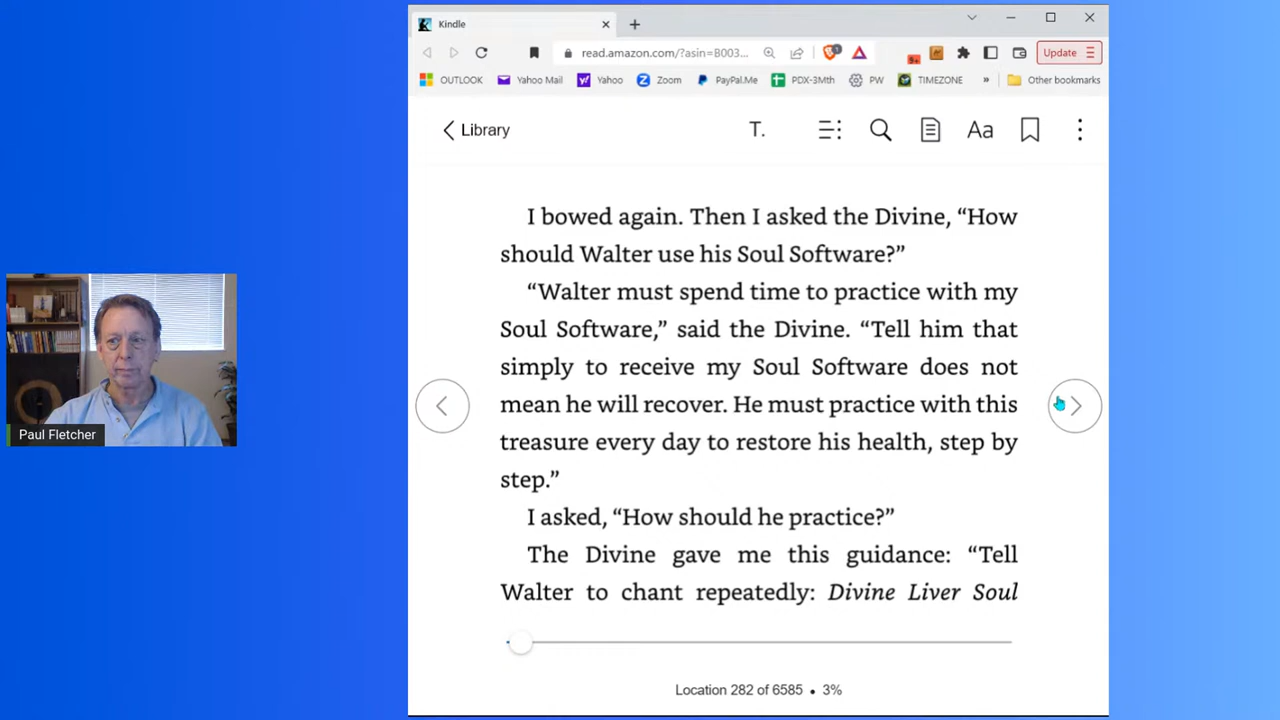 Kindle
read.amazon.com/?asin=B003...
Update
OUTLOOK Yahoo Mail Yahoo Zoom PayPal.Me PDX-3Mth PW TIMEZONE » Other bookmarks
Library
T.
Aa
I bowed again. Then I asked the Divine, “How
should Walter use his Soul Software?”
“Walter must spend time to practice with my
Soul Software,” said the Divine. “Tell him that
simply to receive my Soul Software does not
mean he will recover. He must practice with this
treasure every day to restore his health, step by
step.”
I asked, “How should he practice?”
The Divine gave me this guidance: “Tell
Walter to chant repeatedly: Divine Liver Soul
Location 282 of 6585 • 3%
Paul Fletcher